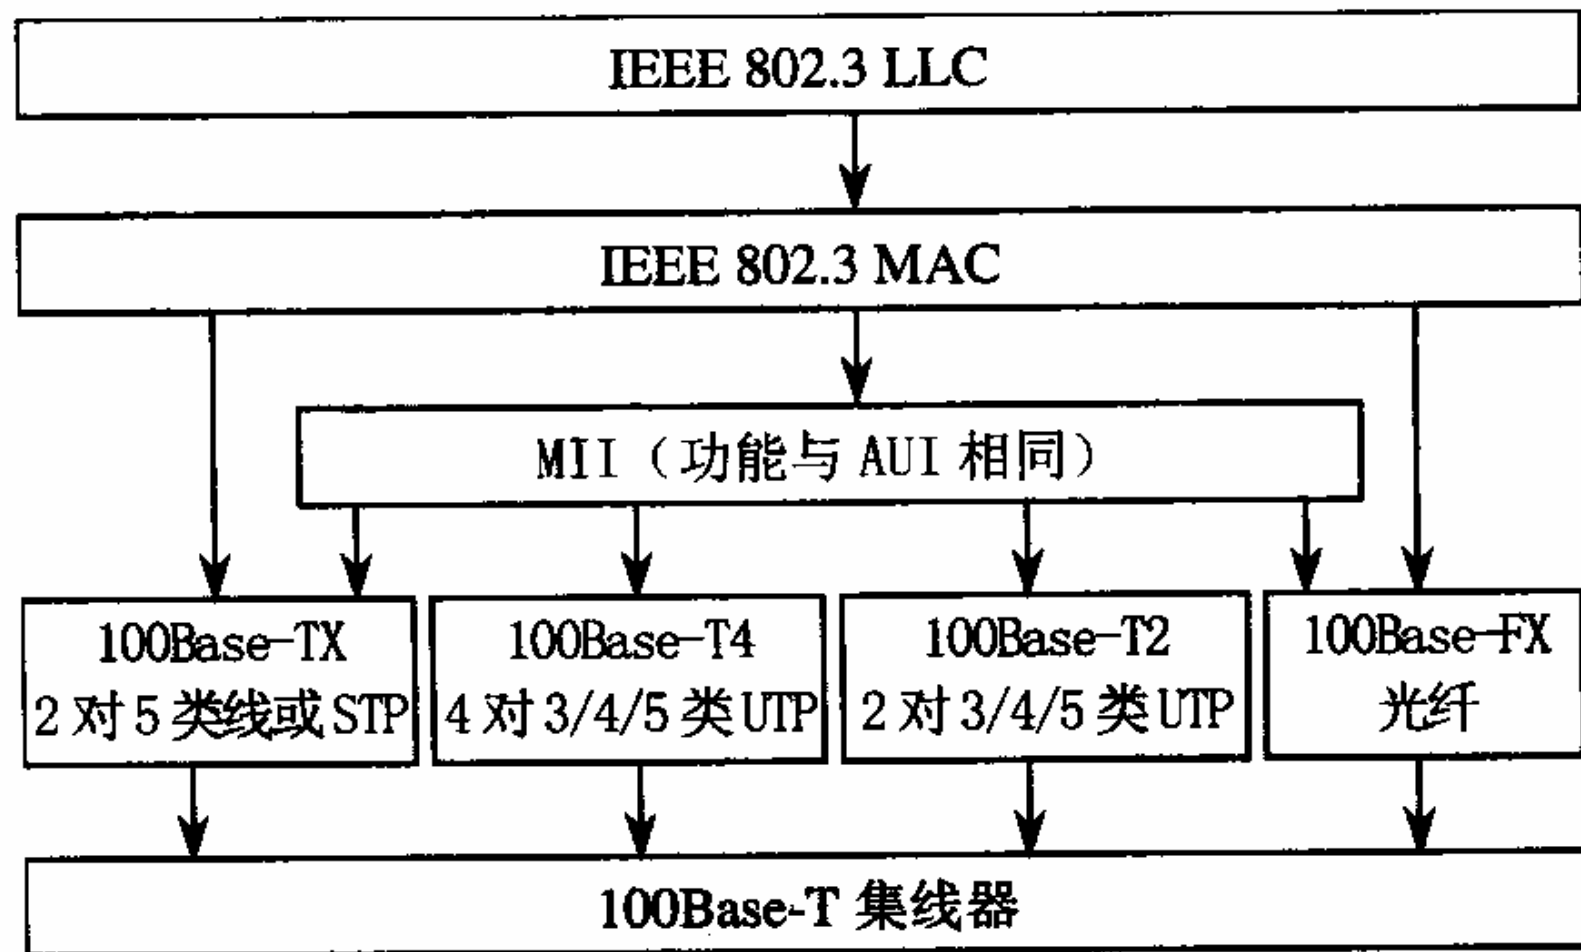 IEEE 802.3 LLC
IEEE 802.3 MAC
MII（功能与 AUI 相同）
100Base-TX
2 对 5 类线或 STP
100Base-T4
4 对 3/4/5 类 UTP
100Base-T2
2 对 3/4/5 类 UTP
100Base-FX
光纤
100Base-T 集线器